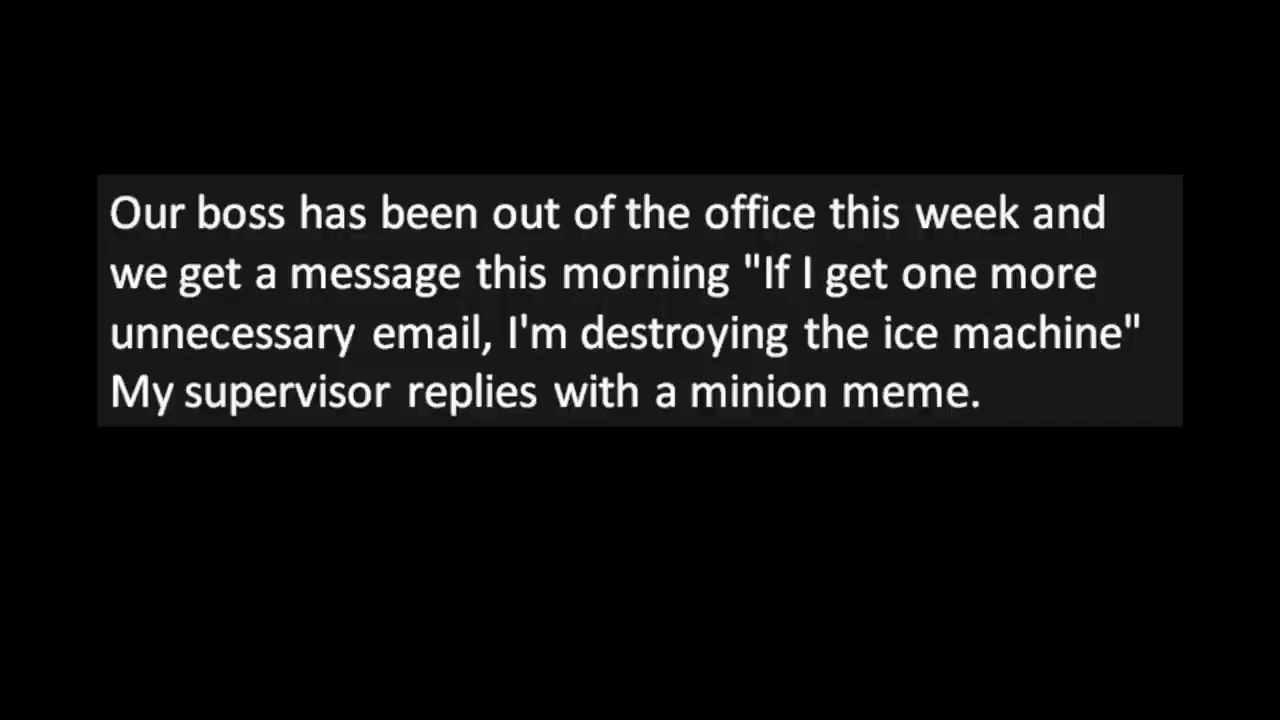 Our boss has been out of the office this week and
we get a message this morning "If I get one more
unnecessary email, I'm destroying the ice machine"
My supervisor replies with a minion meme.